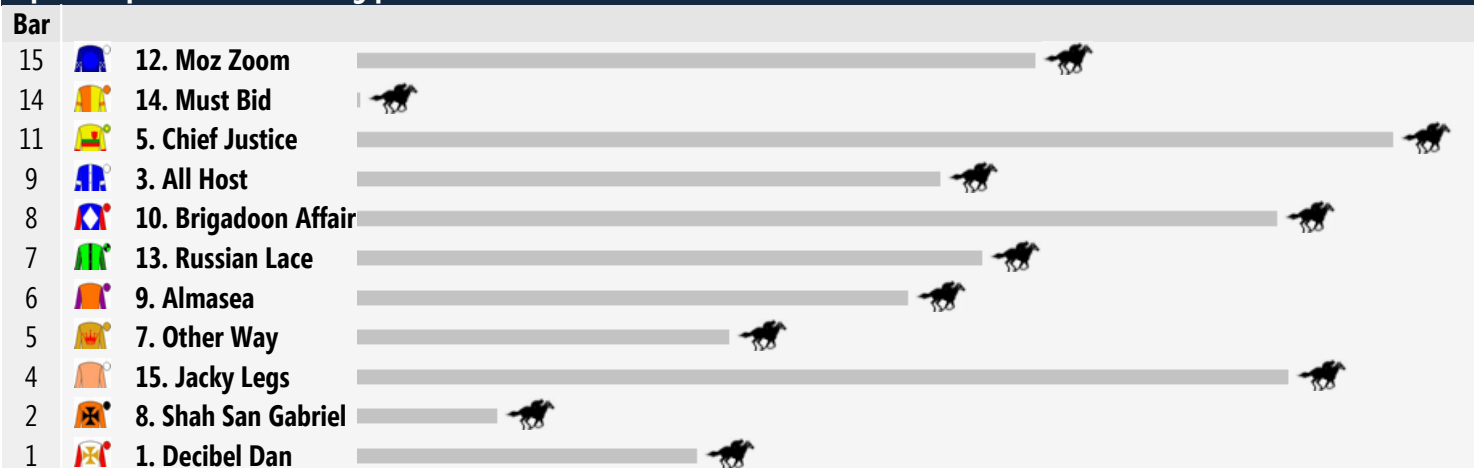 Bar
15 12. Moz Zoom
14 14. Must Bid
11 5. Chief Justice
9 3. All Host
8 10. Brigadoon Affair
7 13. Russian Lace
6 9. Almasea
5 7. Other Way
4 15. Jacky Legs
2 8. Shah San Gabriel
1 1. Decibel Dan